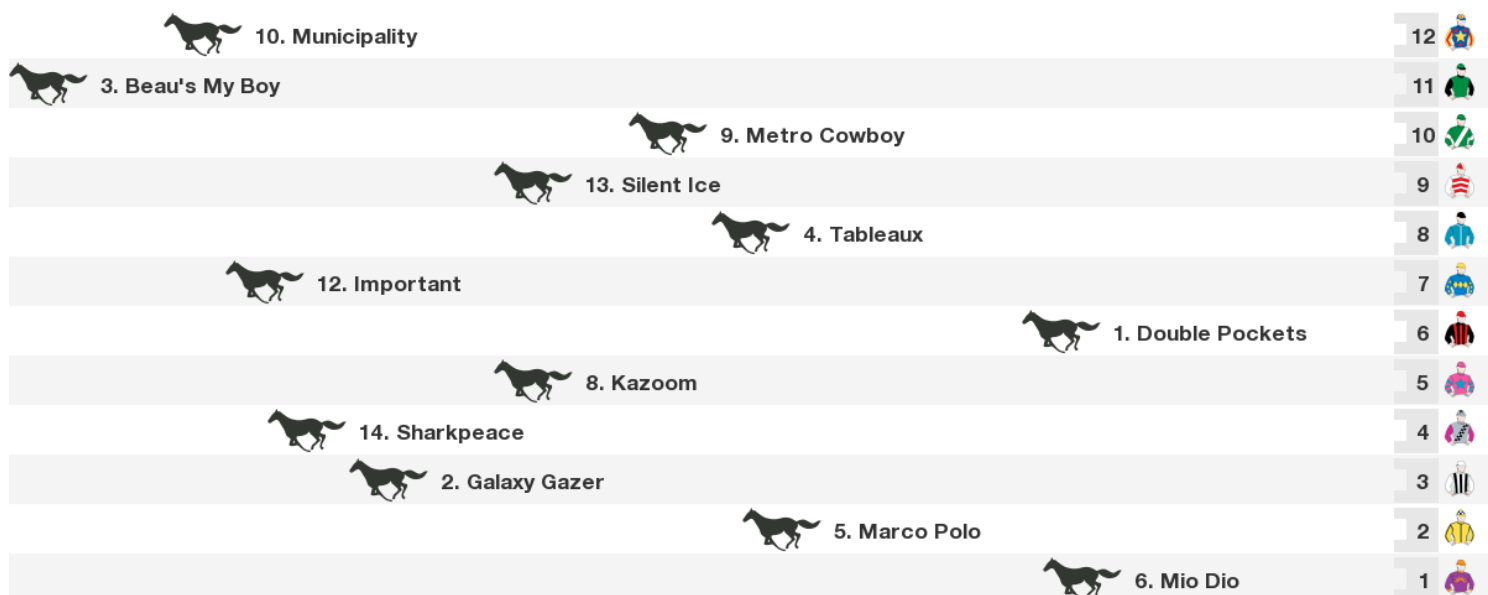 10. Municipality 12
3. Beau's My Boy 11
9. Metro Cowboy 10
13. Silent Ice 9
4. Tableaux 8
12. Important 7
1. Double Pockets 6
8. Kazoom 5
14. Sharkpeace 4
2. Galaxy Gazer 3
5. Marco Polo 2
6. Mio Dio 1